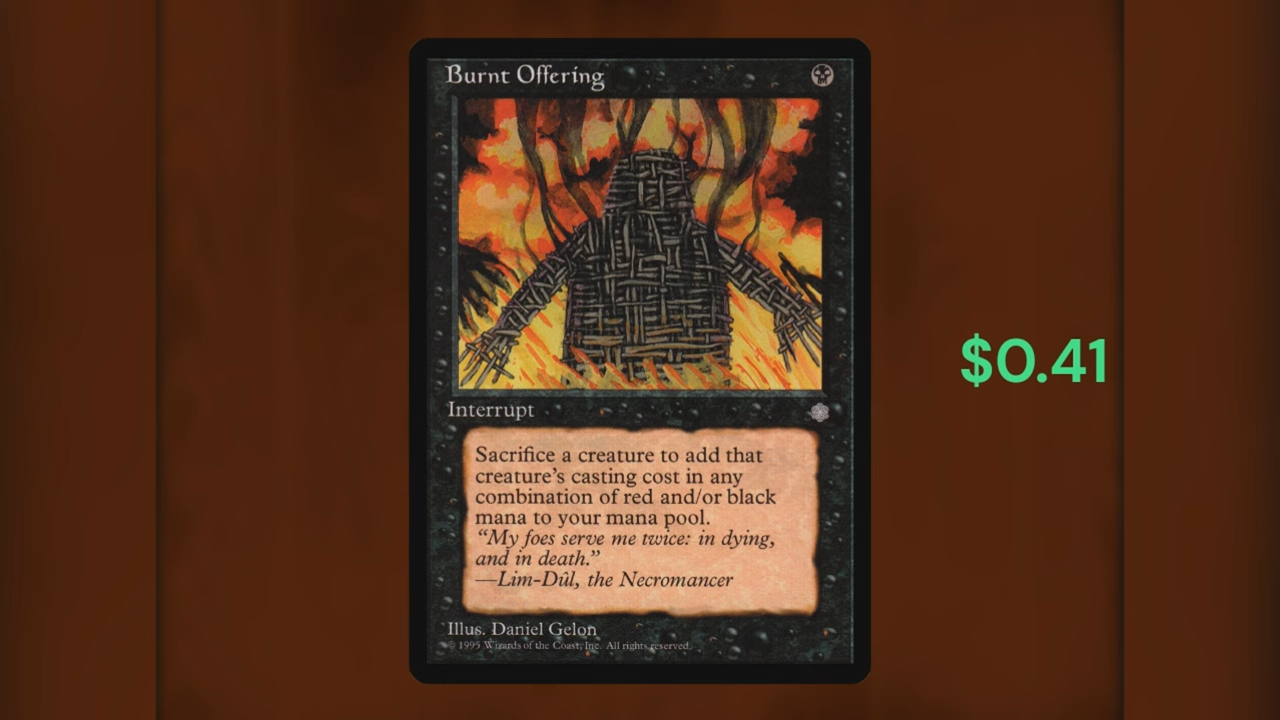 Burnt Offering
$0.41
Interrupt
Sacrifice a creature to add that
creature's casting cost in any
combination of red and/or black
mana to your mana pool.
“My foes serve me twice: in dying,
and in death.”
—Lim-Dûl, the Necromancer
Illus. Daniel Gelon
© 1995 Wizards of the Coast, Inc. All rights reserved.